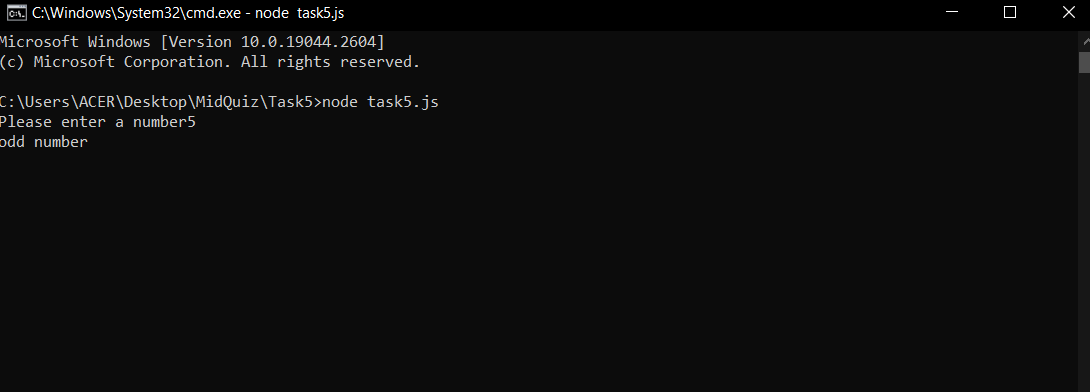 C:\Windows\System32\cmd.exe - node  task5.js
Microsoft Windows [Version 10.0.19044.2604]
(c) Microsoft Corporation. All rights reserved.
C:\Users\ACER\Desktop\MidQuiz\Task5>node task5.js
Please enter a number5
odd number